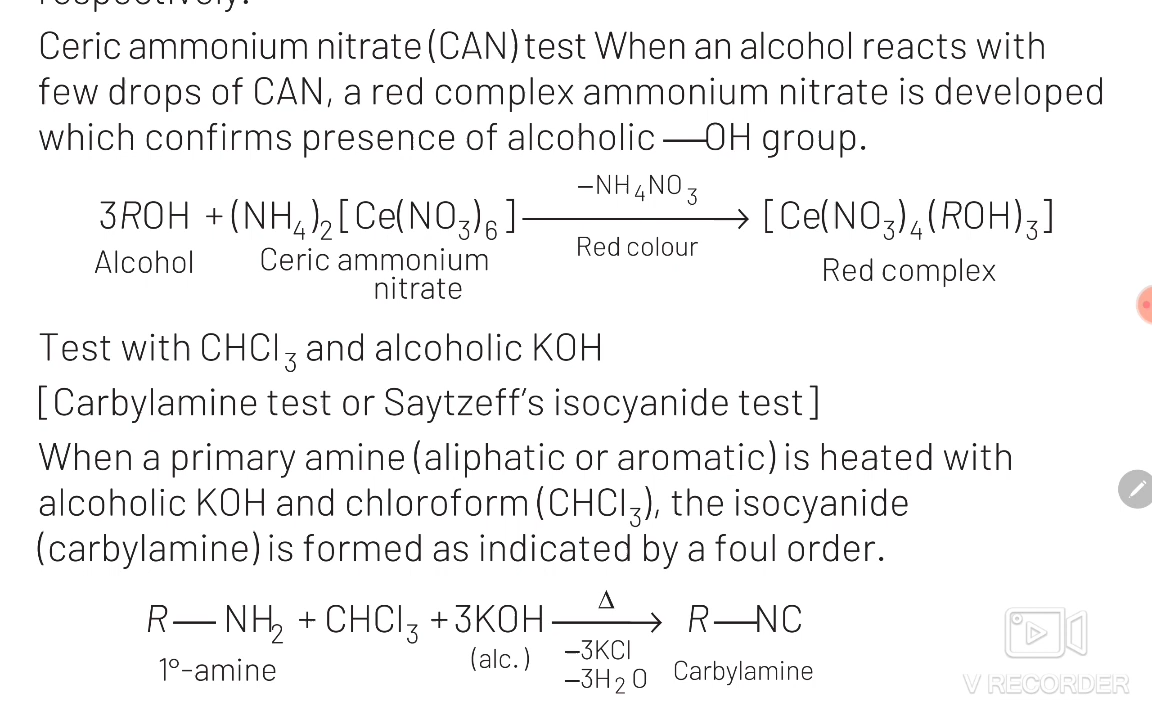 respectively.
Ceric ammonium nitrate (CAN) test When an alcohol reacts with
few drops of CAN, a red complex ammonium nitrate is developed
which confirms presence of alcoholic —OH group.
3ROH + (NH₄)₂[Ce(NO₃)₆] —NH₄NO₃⟶ [Ce(NO₃)₄(ROH)₃]
Red colour
Alcohol Ceric ammonium nitrate Red complex
Test with CHCl₃ and alcoholic KOH
[Carbylamine test or Saytzeff's isocyanide test]
When a primary amine (aliphatic or aromatic) is heated with
alcoholic KOH and chloroform (CHCl₃), the isocyanide
(carbylamine) is formed as indicated by a foul order.
R—NH₂ + CHCl₃ + 3KOH Δ⟶ R—NC
1°-amine (alc.) –3KCl Carbylamine
–3H₂O
V RECORDER